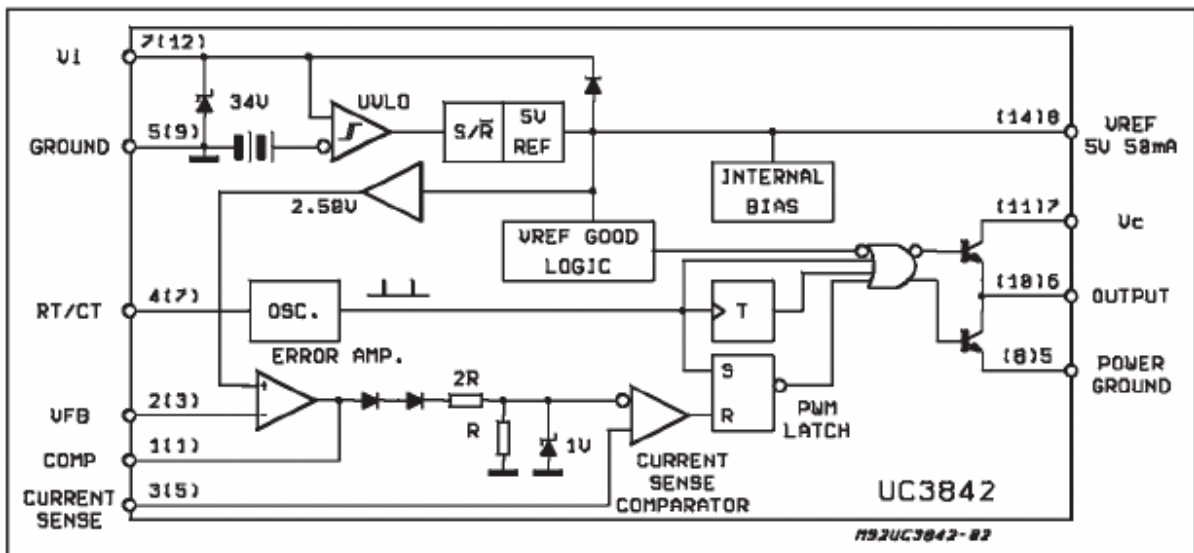 7(12)
Vi
34V
UVLO
S/R̅
5V
REF
5(9)
GROUND
(14)8
VREF
5V 50mA
2.50V
INTERNAL
BIAS
(11)7
Vc
VREF GOOD
LOGIC
4(7)
RT/CT
OSC.
T
(10)6
OUTPUT
ERROR AMP.
(8)5
POWER
GROUND
+
-
2R
S
R
2(3)
VFB
R
1V
PWM
LATCH
1(1)
COMP
CURRENT
SENSE
COMPARATOR
3(5)
CURRENT
SENSE
UC3842
M92UC3842-02